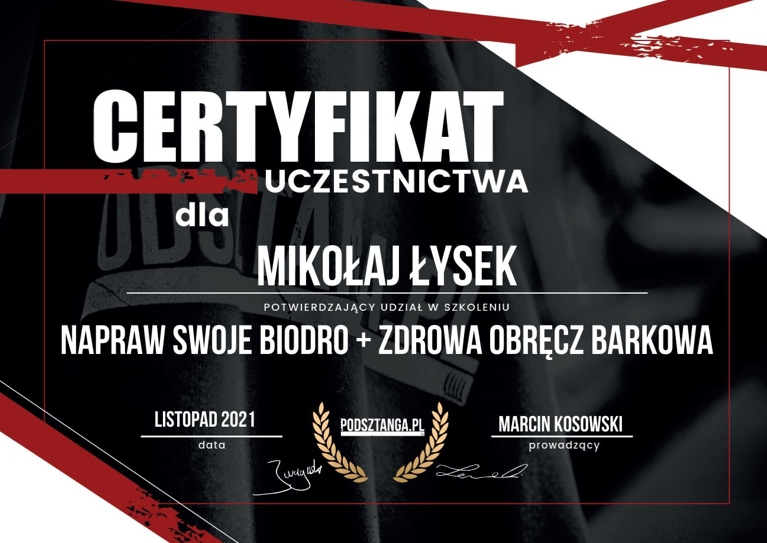 CERTYFIKAT
UCZESTNICTWA
dla
MIKOŁAJ ŁYSEK
POTWIERDZAJĄCY UDZIAŁ W SZKOLENIU
NAPRAW SWOJE BIODRO + ZDROWA OBRĘCZ BARKOWA
LISTOPAD 2021
data
PODSZTANGA.PL
MARCIN KOSOWSKI
prowadzący